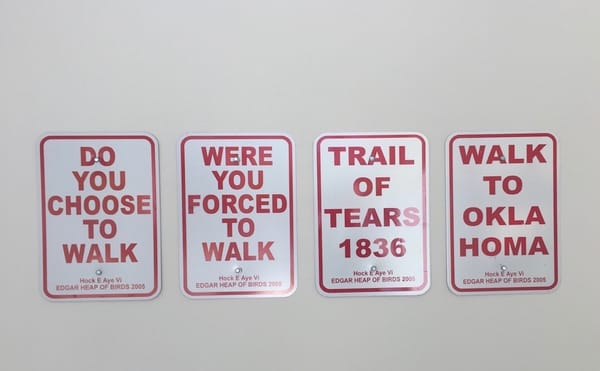 DO
YOU
CHOOSE
TO
WALK
Hock E Aye Vi
EDGAR HEAP OF BIRDS 2005
WERE
YOU
FORCED
TO
WALK
Hock E Aye Vi
EDGAR HEAP OF BIRDS 2005
TRAIL
OF
TEARS
1836
Hock E Aye Vi
EDGAR HEAP OF BIRDS 2005
WALK
TO
OKLA
HOMA
Hock E Aye Vi
EDGAR HEAP OF BIRDS 2005